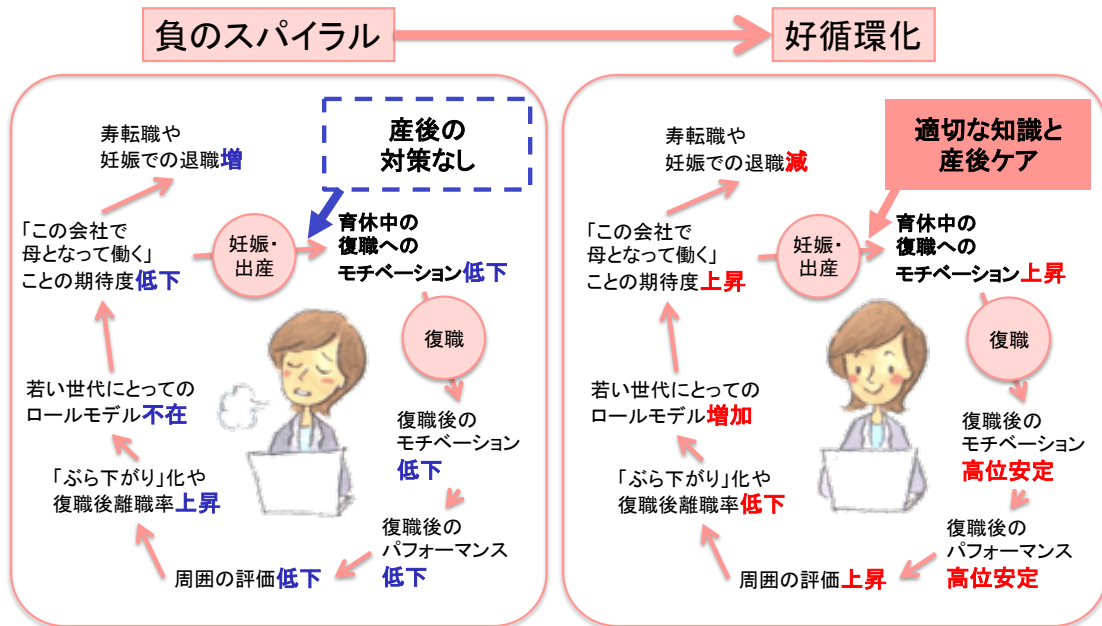 負のスパイラル
好循環化
産後の
対策なし
寿転職や
妊娠での退職増
「この会社で
母となって働く」
ことの期待度低下
妊娠・
出産
育休中の
復職への
モチベーション低下
復職
復職後の
モチベーション
低下
復職後の
パフォーマンス
低下
周囲の評価低下
「ぶら下がり」化や
復職後離職率上昇
若い世代にとっての
ロールモデル不在
適切な知識と
産後ケア
寿転職や
妊娠での退職減
「この会社で
母となって働く」
ことの期待度上昇
妊娠・
出産
育休中の
復職への
モチベーション上昇
復職
復職後の
モチベーション
高位安定
復職後の
パフォーマンス
高位安定
周囲の評価上昇
「ぶら下がり」化や
復職後離職率低下
若い世代にとっての
ロールモデル増加